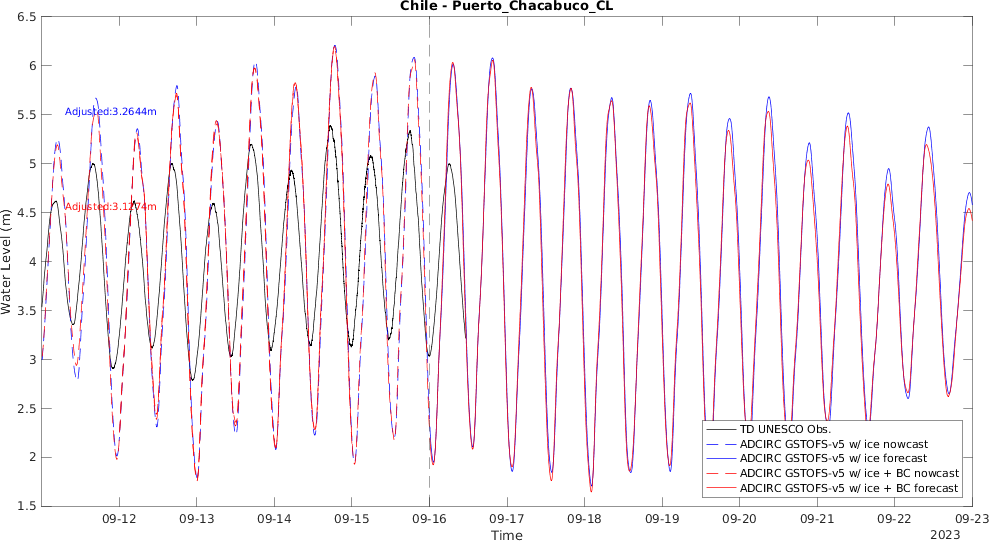 Chile - Puerto_Chacabuco_CL
6.5
6
5.5
5
4.5
4
3.5
3
2.5
2
1.5
Water Level (m)
Adjusted:3.2644m
Adjusted:3.1274m
TD UNESCO Obs.
ADCIRC GSTOFS-v5 w/ ice nowcast
ADCIRC GSTOFS-v5 w/ ice forecast
ADCIRC GSTOFS-v5 w/ ice + BC nowcast
ADCIRC GSTOFS-v5 w/ ice + BC forecast
09-12 09-13 09-14 09-15 09-16 09-17 09-18 09-19 09-20 09-21 09-22 09-23
Time
2023